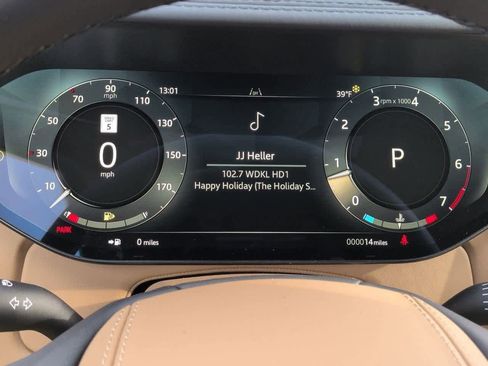 90
mph
70
110
50
130
30
150
10
170
SPEED LIMIT
5
0
mph
PARK
0 miles
13:01
JJ Heller
102.7 WDKL HD1
Happy Holiday (The Holiday S...
39°F
3 rpm x 1000 4
2
5
1
6
0
7
P
000014 miles